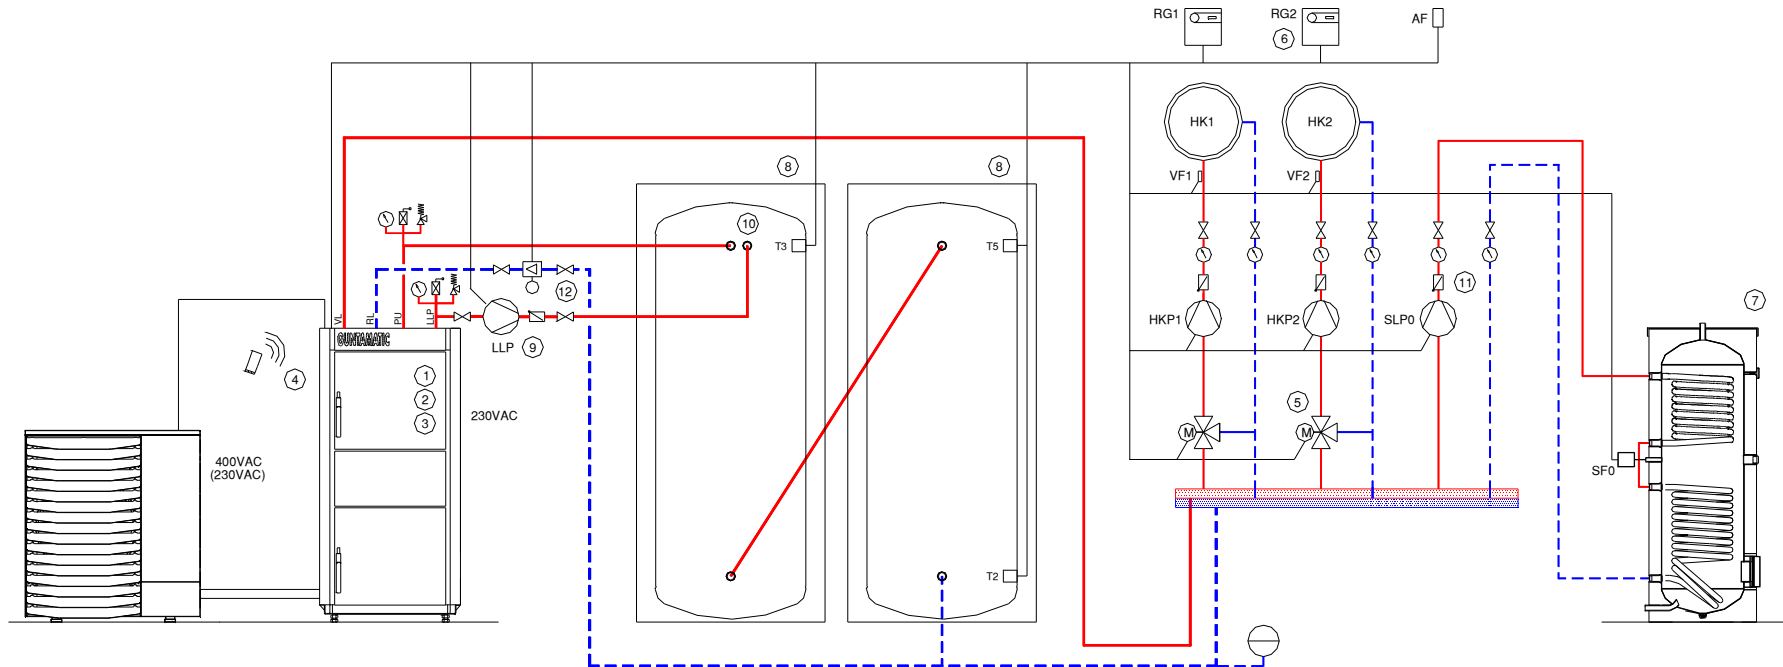 RG1
RG2
AF
6
HK1
HK2
8
8
VF1
VF2
10
T3
T5
12
11
VL
RL
PU
LLP
GUNTAMATIC
LLP
9
HKP1
HKP2
SLP0
7
4
1
2
3
230VAC
5
M
M
400VAC
(230VAC)
SF0
T2